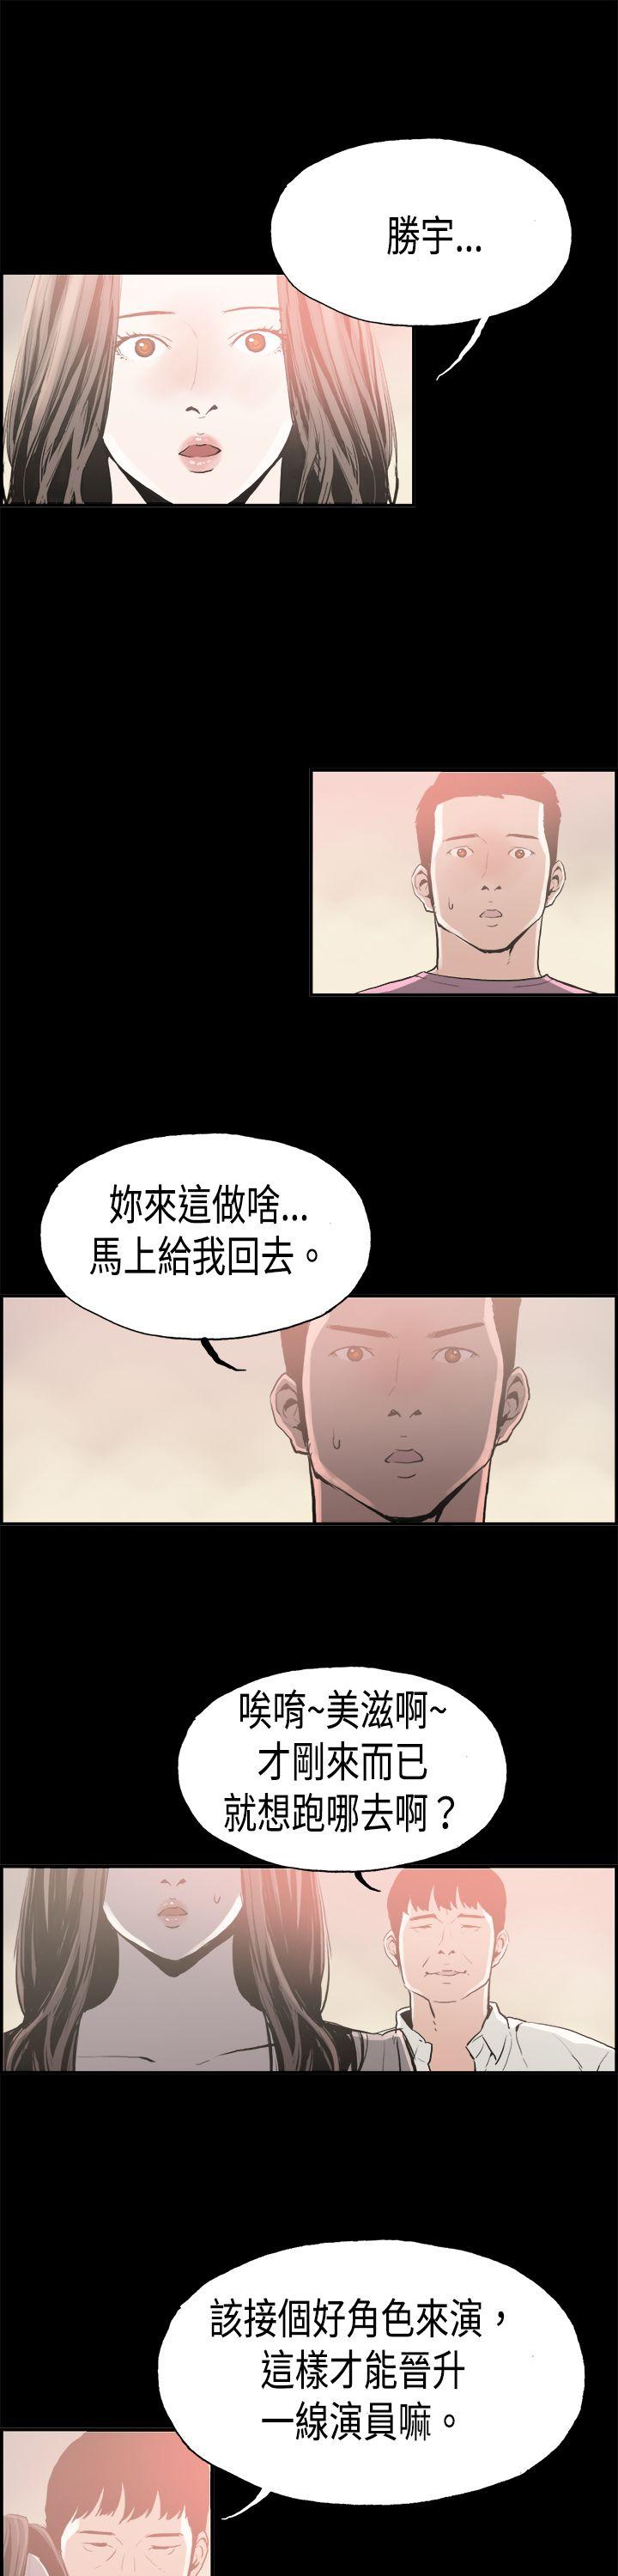 勝宇...
妳來這做啥...
馬上給我回去。
唉唷~美滋啊~
才剛來而已
就想跑哪去啊？
該接個好角色來演，
這樣才能晉升
一線演員嘛。